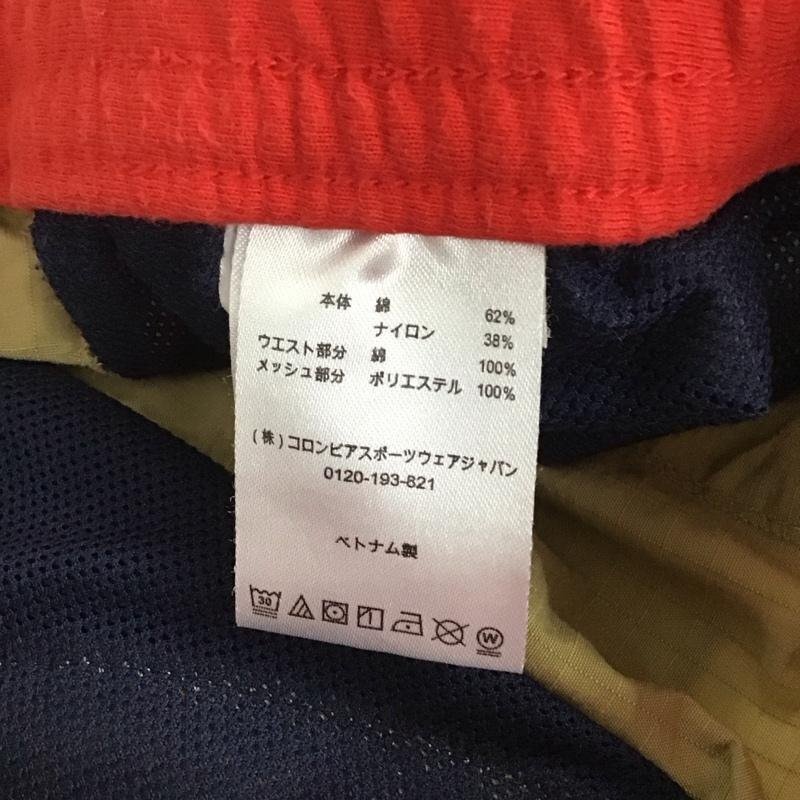 本体 綿 62%
ナイロン 38%
ウエスト部分 綿 100%
メッシュ部分 ポリエステル 100%
(株)コロンビアスポーツウェアジャパン
0120-193-821
ベトナム製
30 W